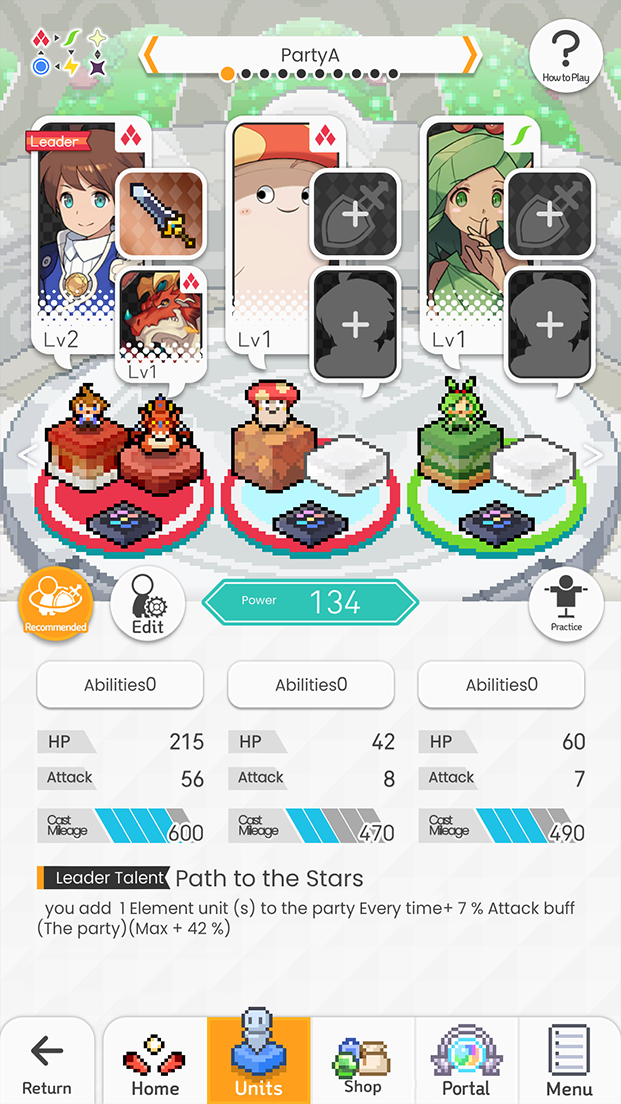 PartyA
How to Play
Leader
Lv2
Lv1
Lv1
Lv1
Recommended
Edit
Power 134
Practice
Abilities0
Abilities0
Abilities0
HP 215
HP 42
HP 60
Attack 56
Attack 8
Attack 7
Cast Mileage 600
Cast Mileage 470
Cast Mileage 490
Leader Talent Path to the Stars
you add 1 Element unit (s) to the party Every time+ 7 % Attack buff
(The party)(Max + 42 %)
Return
Home
Units
Shop
Portal
Menu